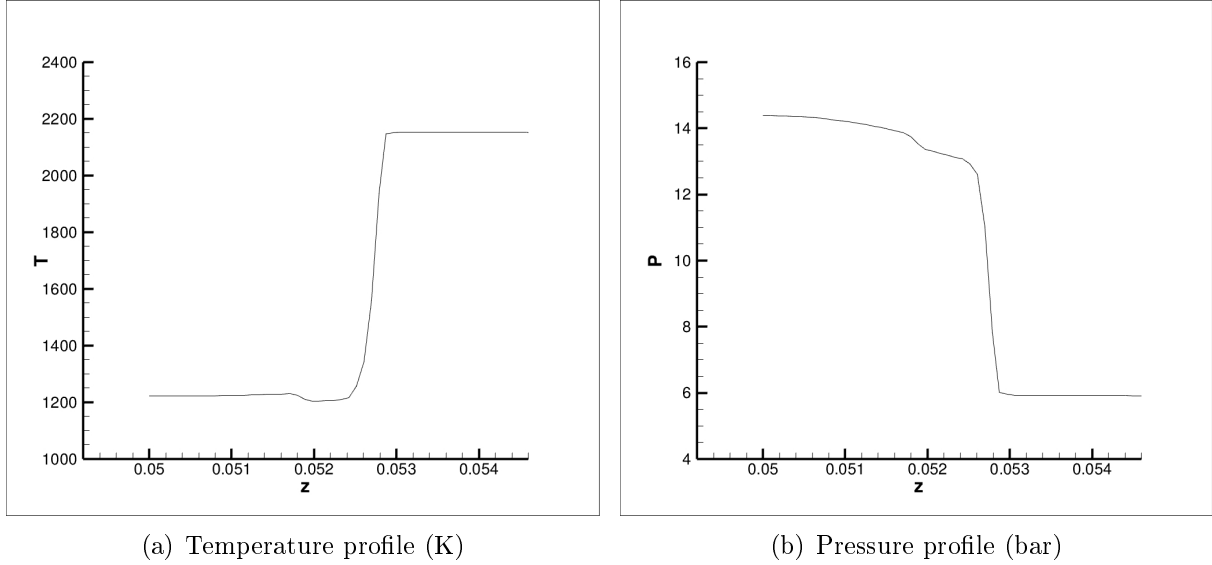 2400
2200
2000
1800
1600
1400
1200
1000
T
0.05 0.051 0.052 0.053 0.054
z
16
14
12
10
8
6
4
P
0.05 0.051 0.052 0.053 0.054
z
(a) Temperature profile (K)
(b) Pressure profile (bar)